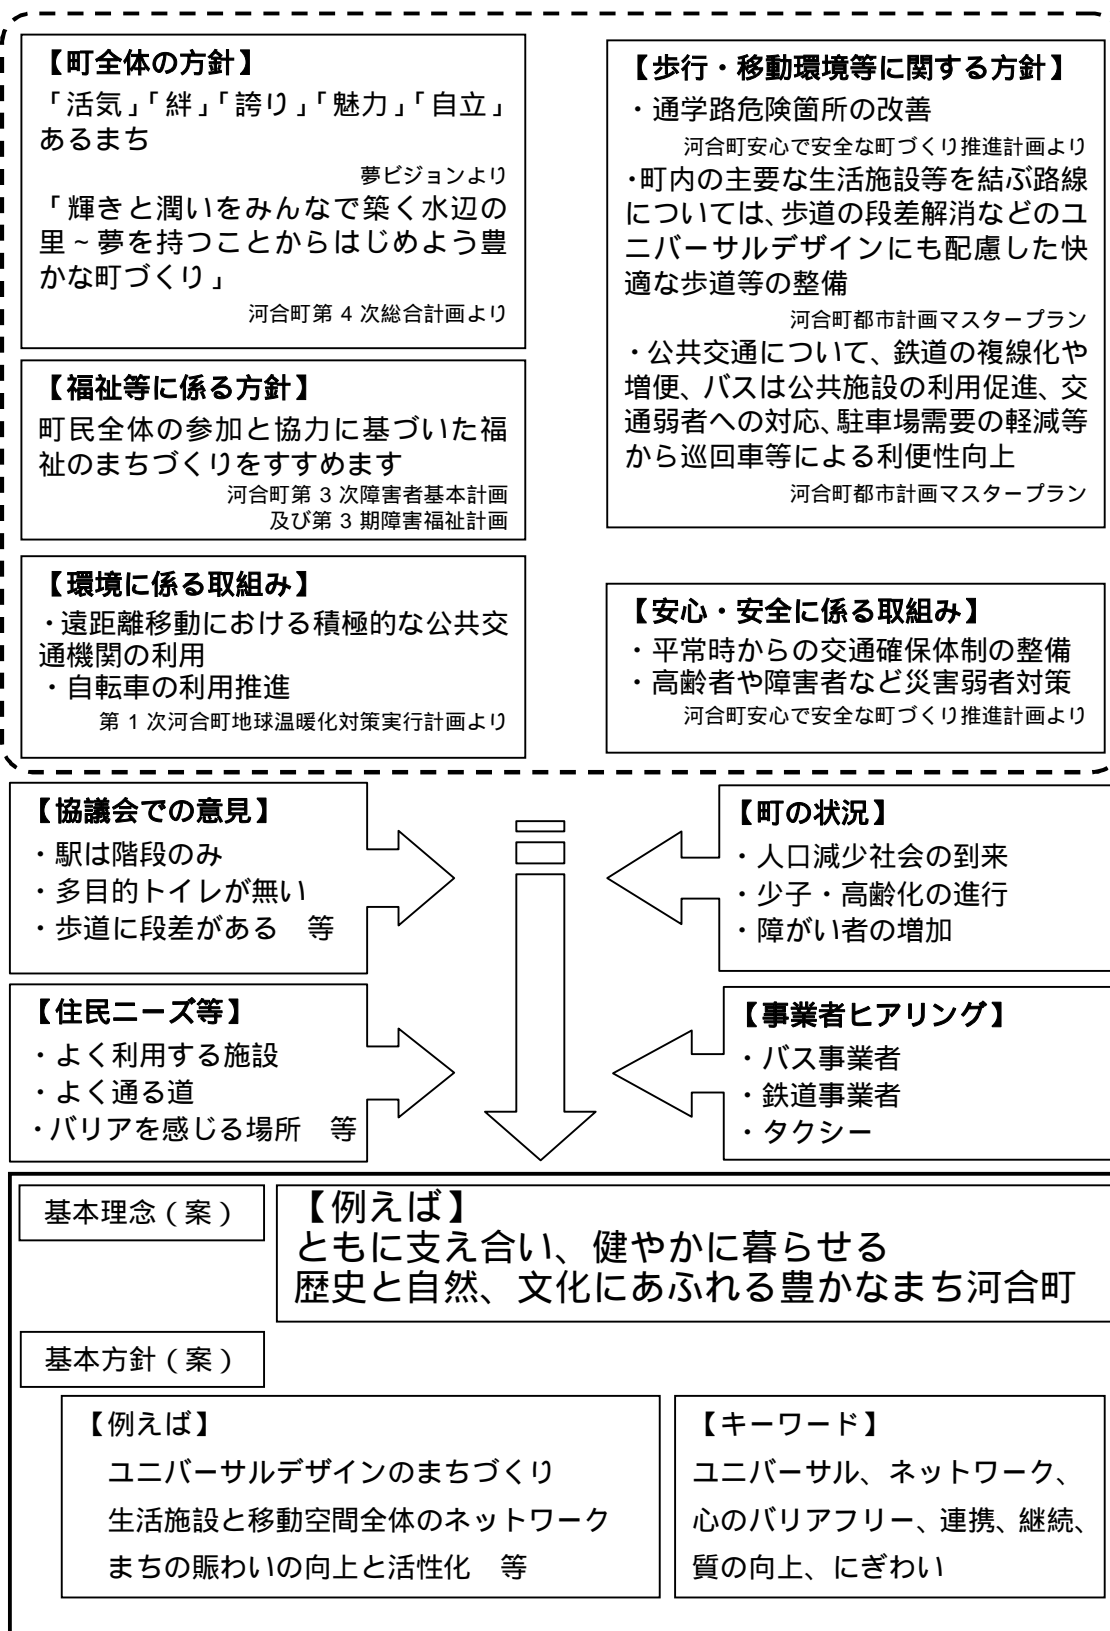 【町全体の方針】
「活気」「絆」「誇り」「魅力」「自立」
あるまち
夢ビジョンより
「輝きと潤いをみんなで築く水辺の
里~夢を持つことからはじめよう豊
かな町づくり」
河合町第4次総合計画より
【福祉等に係る方針】
町民全体の参加と協力に基づいた福
祉のまちづくりをすすめます
河合町第3次障害者基本計画
及び第3期障害福祉計画
【環境に係る取組み】
・遠距離移動における積極的な公共交
通機関の利用
・自転車の利用推進
第1次河合町地球温暖化対策実行計画より
【歩行・移動環境等に関する方針】
・通学路危険箇所の改善
河合町安心で安全な町づくり推進計画より
・町内の主要な生活施設等を結ぶ路線
については、歩道の段差解消などのユ
ニバーサルデザインにも配慮した快
適な歩道等の整備
河合町都市計画マスタープラン
・公共交通について、鉄道の複線化や
増便、バスは公共施設の利用促進、交
通弱者への対応、駐車場需要の軽減等
から巡回車等による利便性向上
河合町都市計画マスタープラン
【安心・安全に係る取組み】
・平常時からの交通確保体制の整備
・高齢者や障害者など災害弱者対策
河合町安心で安全な町づくり推進計画より
【協議会での意見】
・駅は階段のみ
・多目的トイレが無い
・歩道に段差がある 等
【町の状況】
・人口減少社会の到来
・少子・高齢化の進行
・障がい者の増加
【住民ニーズ等】
・よく利用する施設
・よく通る道
・バリアを感じる場所 等
【事業者ヒアリング】
・バス事業者
・鉄道事業者
・タクシー
基本理念(案)
【例えば】
ともに支え合い、健やかに暮らせる
歴史と自然、文化にあふれる豊かなまち河合町
基本方針(案)
【例えば】
ユニバーサルデザインのまちづくり
生活施設と移動空間全体のネットワーク
まちの賑わいの向上と活性化 等
【キーワード】
ユニバーサル、ネットワーク、
心のバリアフリー、連携、継続、
質の向上、にぎわい